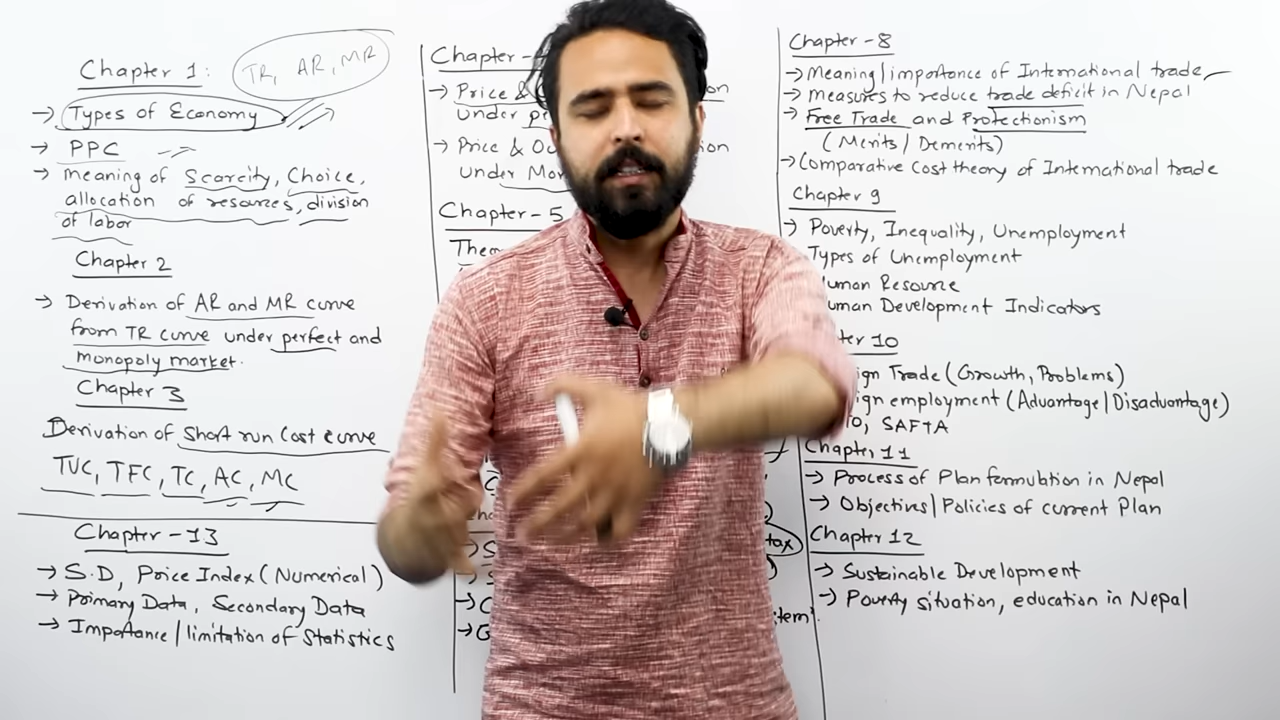 Chapter 1:
TR, AR, MR
→ Types of Economy
→ PPC
→ Meaning of Scarcity, Choice,
allocation of resources, division
of labor
Chapter 2
→ Derivation of AR and MR curve
from TR curve under perfect and
monopoly market.
Chapter 3
Derivation of short run cost curve
TVC, TFC, TC, AC, MC
Chapter -13
→ S.D, Price Index (Numerical)
→ Primary Data, Secondary Data
→ Importance / limitation of Statistics
Chapter -
→ Price &
under
→ Price &
under
Chapter - 5
tax)
Chapter -8
→ Meaning / importance of International trade
→ Measures to reduce trade deficit in Nepal
→ Free Trade and Protectionism
(Merits / Demerits)
→ Comparative Cost theory of International trade
Chapter 9
→ Poverty, Inequality, Unemployment
Types of Unemployment
Resource
Development Indicators
10
Trade (Growth, Problems)
employment (Advantage / Disadvantage)
SAFTA
Chapter 11
→ Process of Plan formubtion in Nepal
→ Objectives / Policies of current Plan
Chapter 12
→ Sustainable Development
→ Poverty situation, education in Nepal